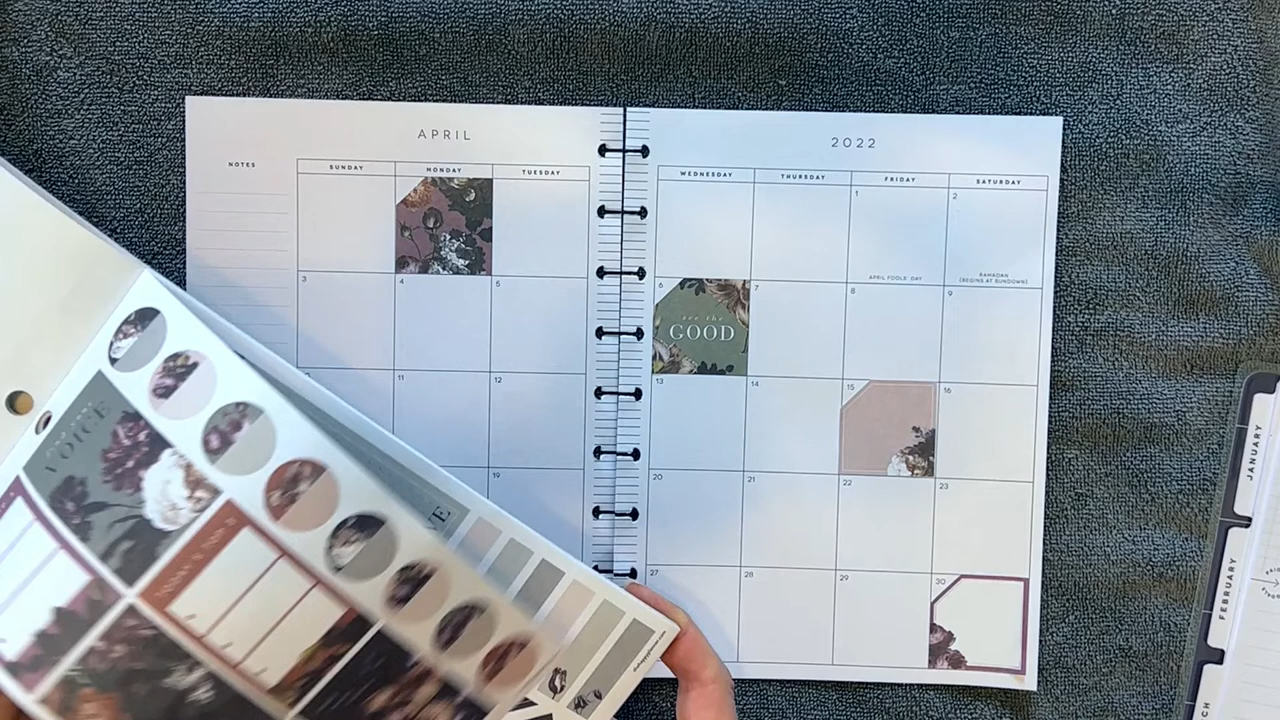 APRIL
2022
NOTES
SUNDAY MONDAY TUESDAY
WEDNESDAY THURSDAY FRIDAY SATURDAY
1 2
APRIL FOOLS' DAY
RAMADAN
(BEGINS AT SUNDOWN)
3 4 5
6 7 8 9
see the
GOOD
11 12
13 14 15 16
19
20 21 22 23
27 28 29 30
VOICE
JANUARY
FEBRUARY